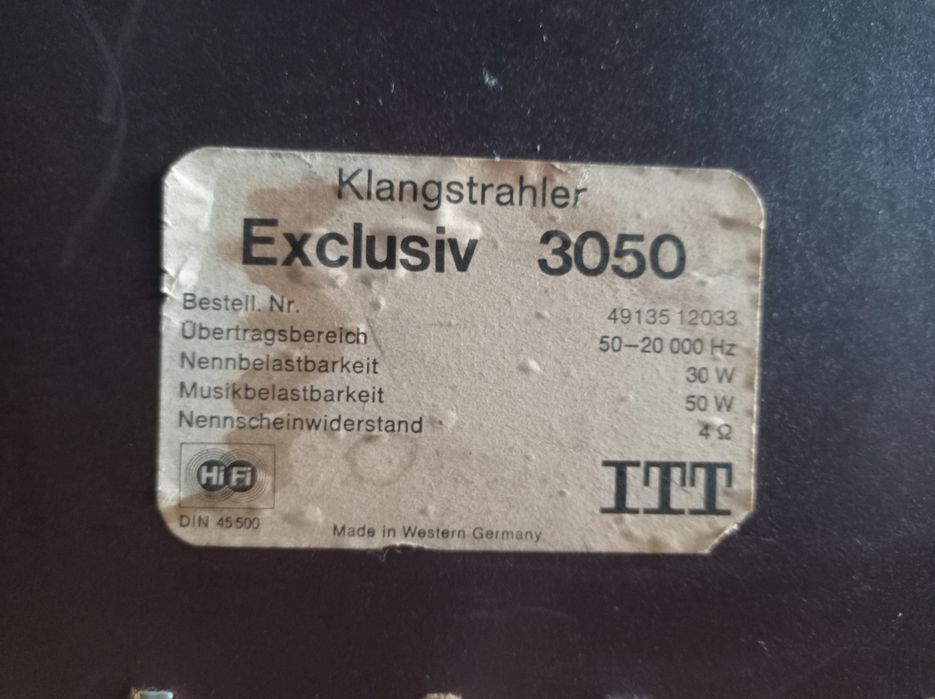 Klangstrahler
Exclusiv 3050
Bestell. Nr. 49135 12033
Übertragsbereich 50–20 000 Hz
Nennbelastbarkeit 30 W
Musikbelastbarkeit 50 W
Nennscheinwiderstand 4 Ω
Hi Fi
ITT
DIN 45500
Made in Western Germany